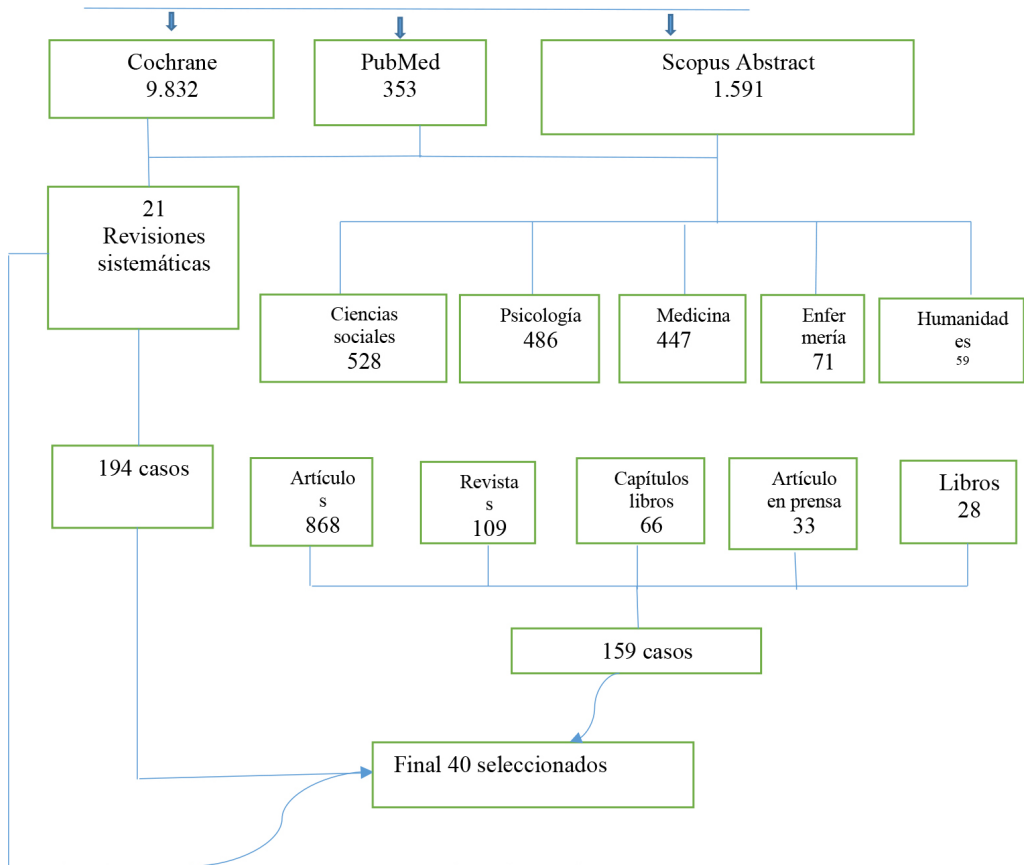 Cochrane
9.832
PubMed
353
Scopus Abstract
1.591
21
Revisiones
sistemáticas
Ciencias
sociales
528
Psicología
486
Medicina
447
Enfer
mería
71
Humanidad
es
59
194 casos
Artículo
s
868
Revista
s
109
Capítulos
libros
66
Artículo
en prensa
33
Libros
28
159 casos
Final 40 seleccionados